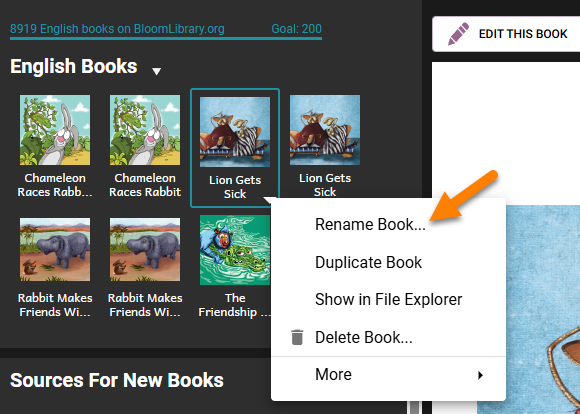 8919 English books on BloomLibrary.org Goal: 200
EDIT THIS BOOK
English Books
Chameleon
Races Rabb...
Chameleon
Races Rabbit
Lion Gets
Sick
Lion Gets
Sick
Rabbit Makes
Friends Wi...
Rabbit Makes
Friends Wi...
The
Friendship ...
Rename Book...
Duplicate Book
Show in File Explorer
Delete Book...
More
Sources For New Books